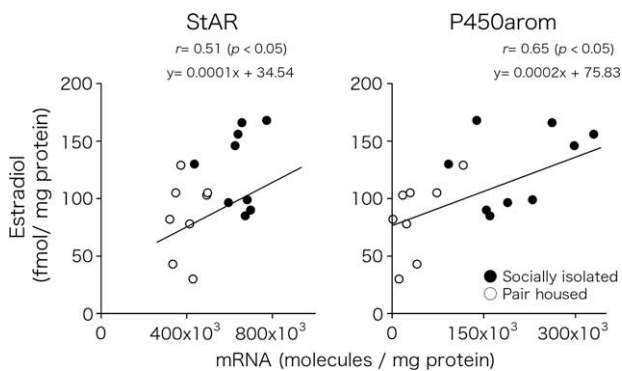 StAR
r= 0.51 (p < 0.05)
y= 0.0001x + 34.54
P450arom
r= 0.65 (p < 0.05)
y= 0.0002x + 75.83
Estradiol
(fmol/ mg protein)
200
150
100
50
0
0
400x10³
800x10³
200
150
100
50
0
0
150x10³
300x10³
Socially isolated
Pair housed
mRNA (molecules / mg protein)